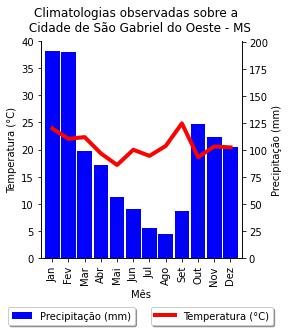 Climatologias observadas sobre a
Cidade de São Gabriel do Oeste - MS
Temperatura (°C)
40
35
30
25
20
15
10
5
0
Precipitação (mm)
200
175
150
125
100
75
50
25
0
Jan
Fev
Mar
Abr
Mai
Jun
Jul
Ago
Set
Out
Nov
Dez
Mês
Precipitação (mm)
Temperatura (°C)